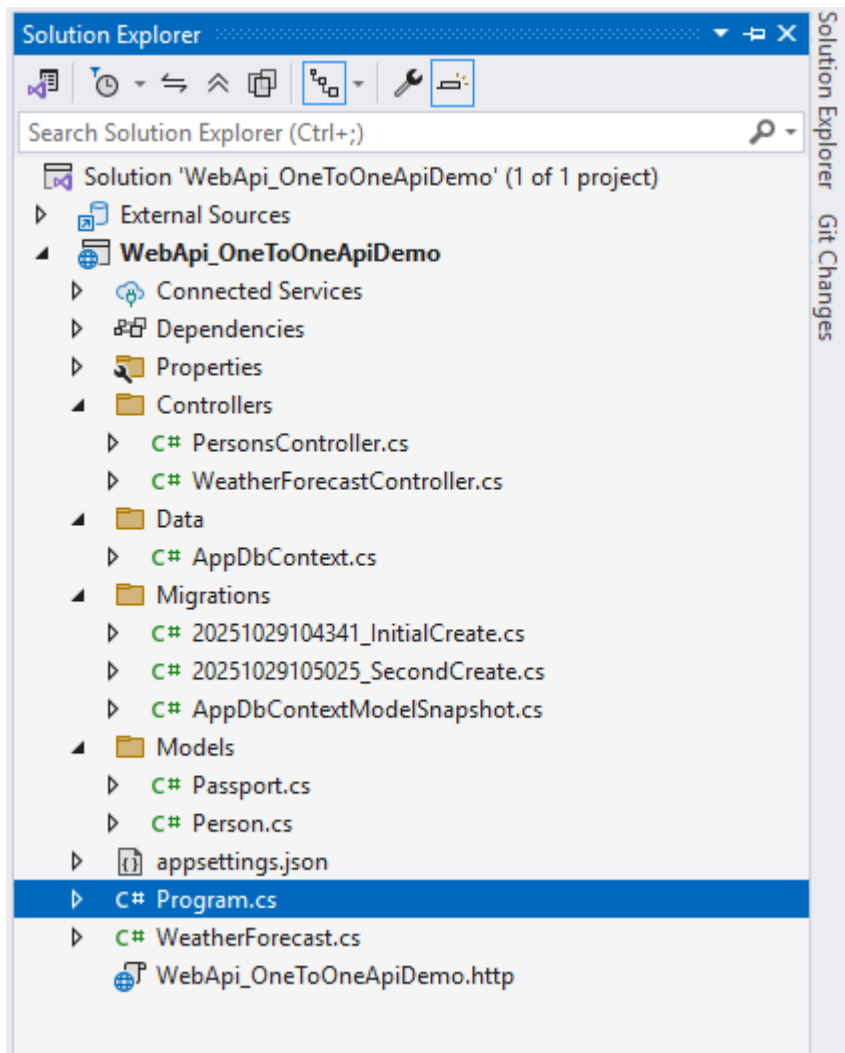 Solution Explorer
Search Solution Explorer (Ctrl+;)
Solution 'WebApi_OneToOneApiDemo' (1 of 1 project)
External Sources
WebApi_OneToOneApiDemo
Connected Services
Dependencies
Properties
Controllers
C# PersonsController.cs
C# WeatherForecastController.cs
Data
C# AppDbContext.cs
Migrations
C# 20251029104341_InitialCreate.cs
C# 20251029105025_SecondCreate.cs
C# AppDbContextModelSnapshot.cs
Models
C# Passport.cs
C# Person.cs
appsettings.json
C# Program.cs
C# WeatherForecast.cs
WebApi_OneToOneApiDemo.http
Solution Explorer
Git Changes